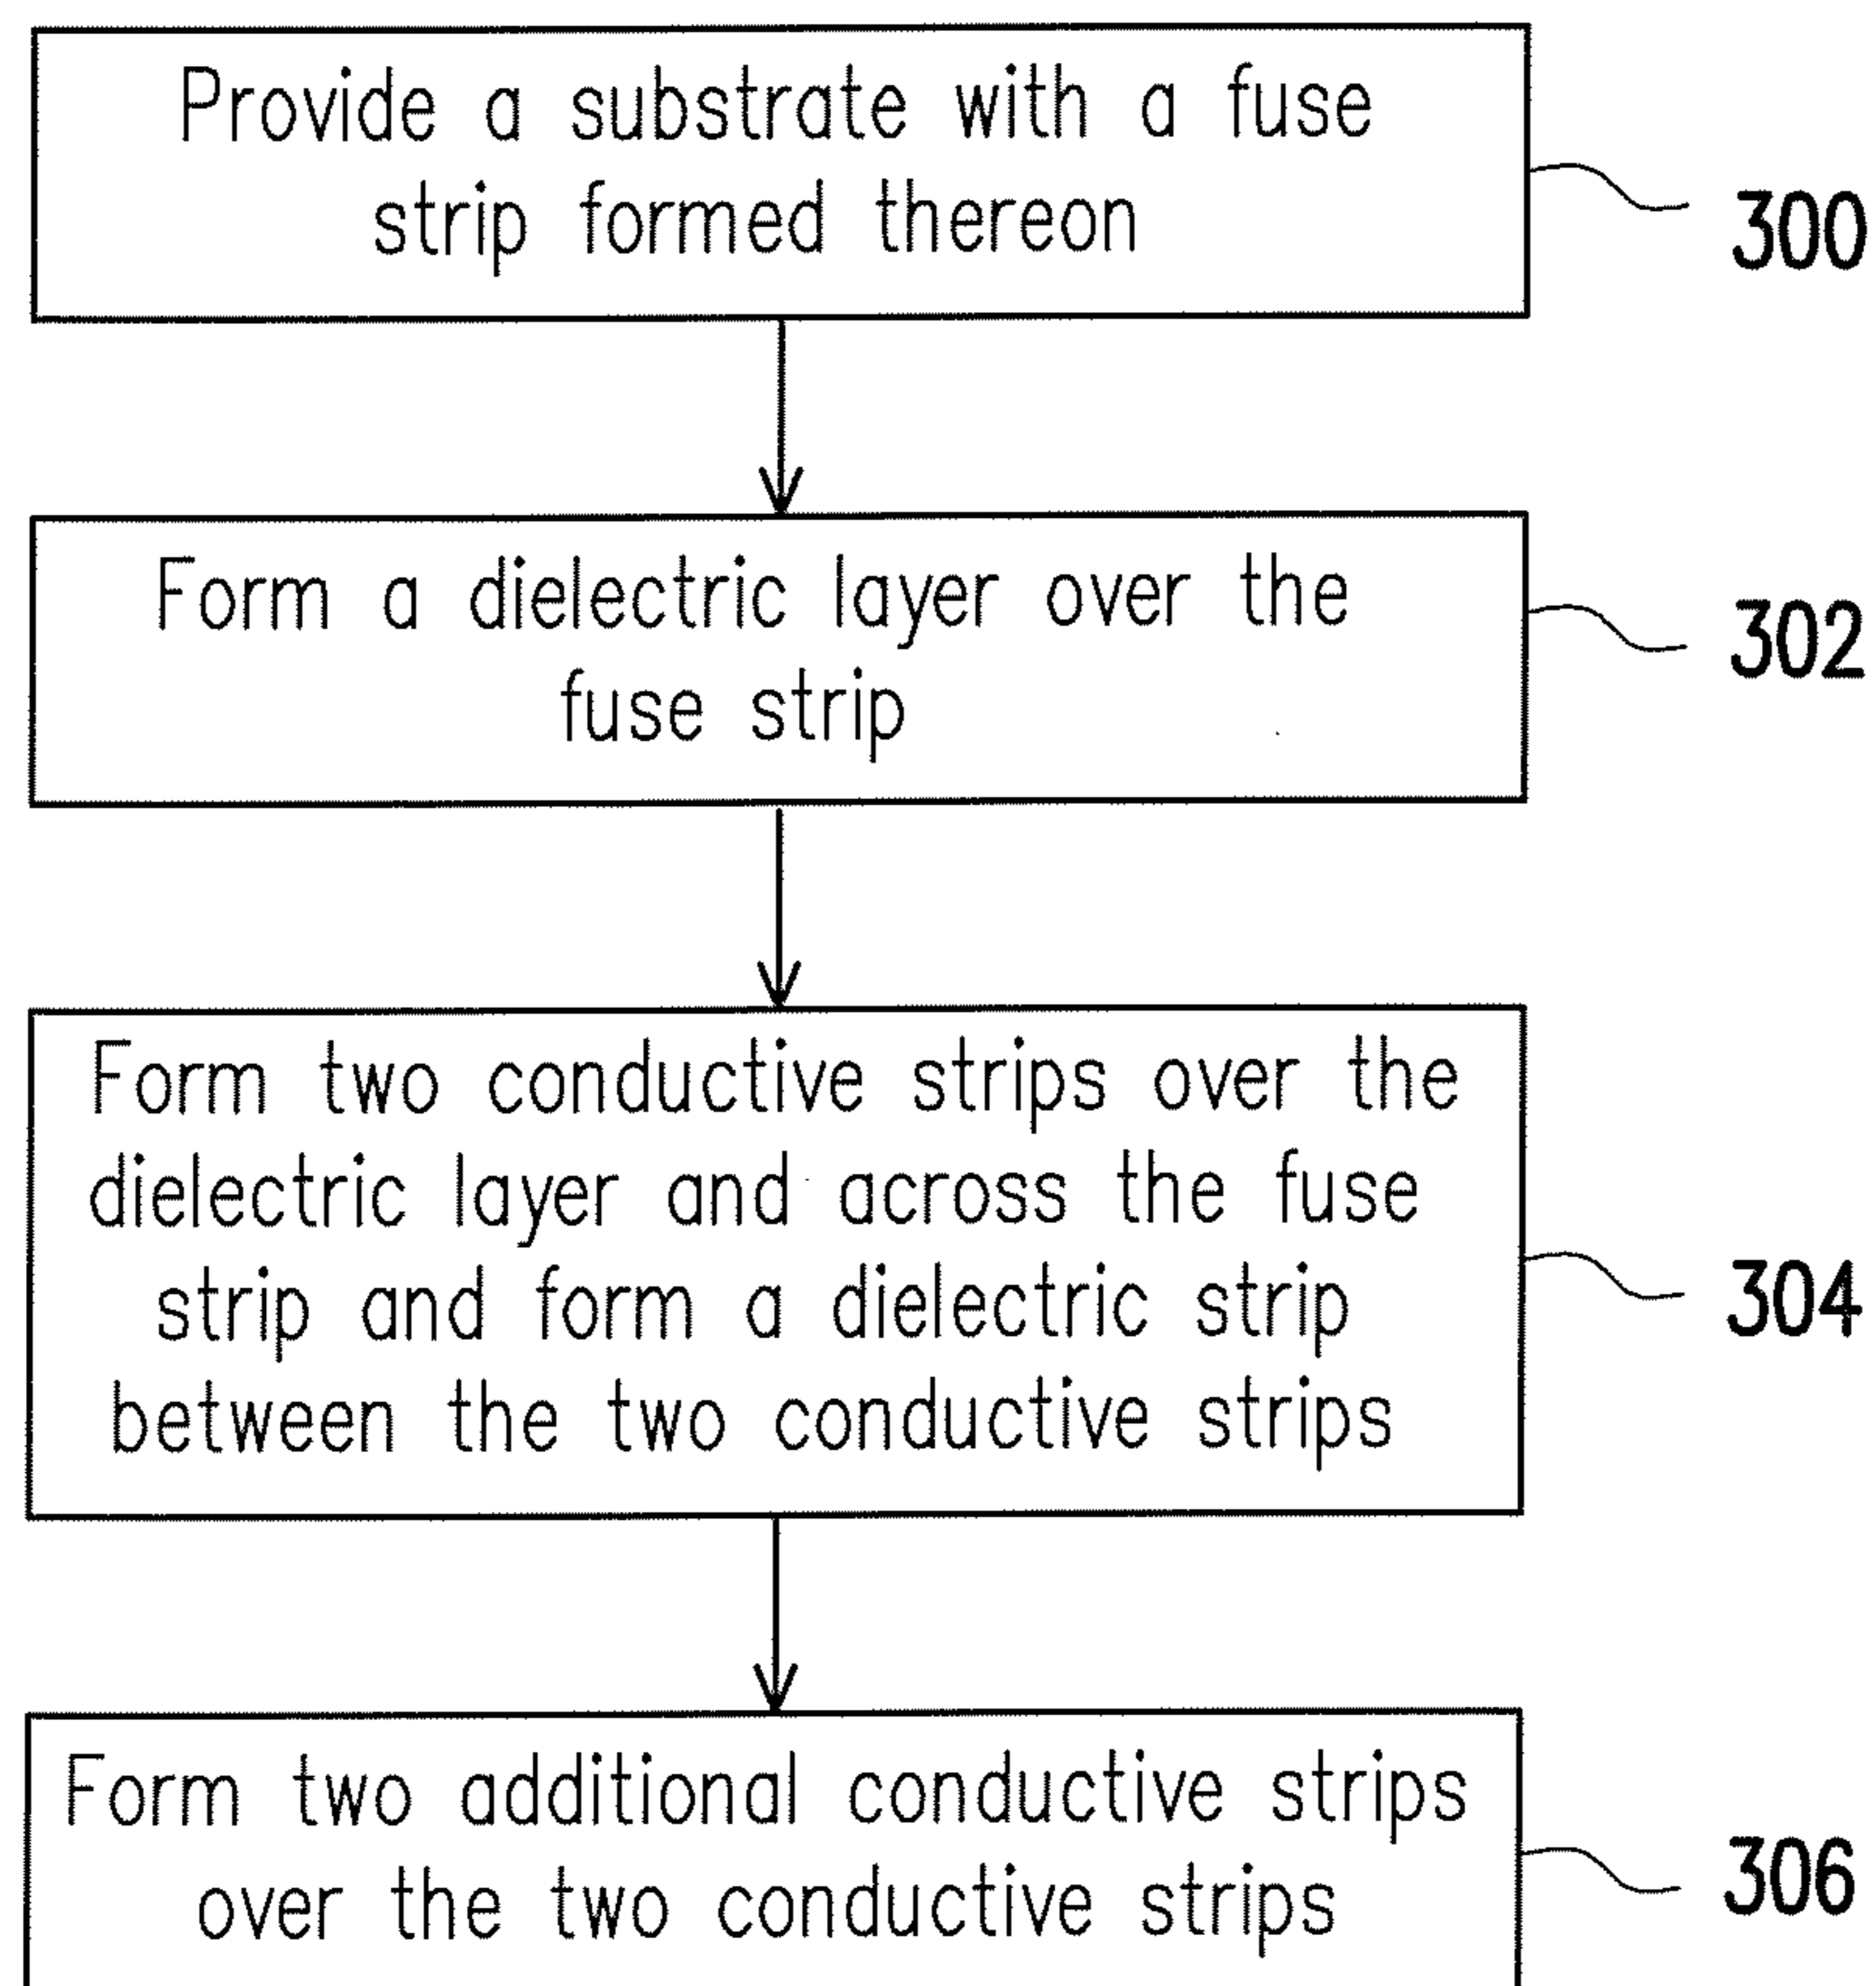 Provide a substrate with a fuse
strip formed thereon
300
Form a dielectric layer over the
fuse strip
302
Form two conductive strips over the
dielectric layer and across the fuse
strip and form a dielectric strip
between the two conductive strips
304
Form two additional conductive strips
over the two conductive strips
306